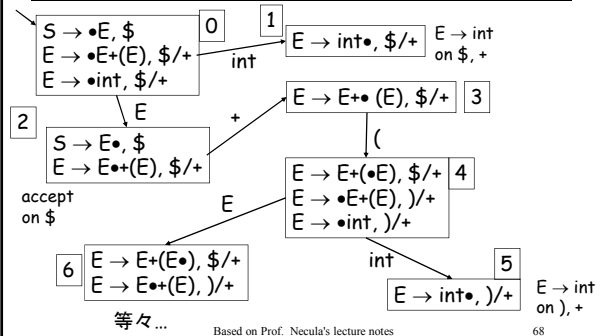 0
S → •E, $
E → •E+(E), $/+
E → •int, $/+
int
1
E → int•, $/+
E → int
on $, +
E
2
S → E•, $
E → E•+(E), $/+
accept
on $
+
E → E+• (E), $/+
3
(
E → E+(•E), $/+
E → •E+(E), )/+
E → •int, )/+
4
E
6
E → E+(E•), $/+
E → E•+(E), )/+
int
5
E → int•, )/+
E → int
on ), +
等々...
Based on Prof. Necula's lecture notes
68